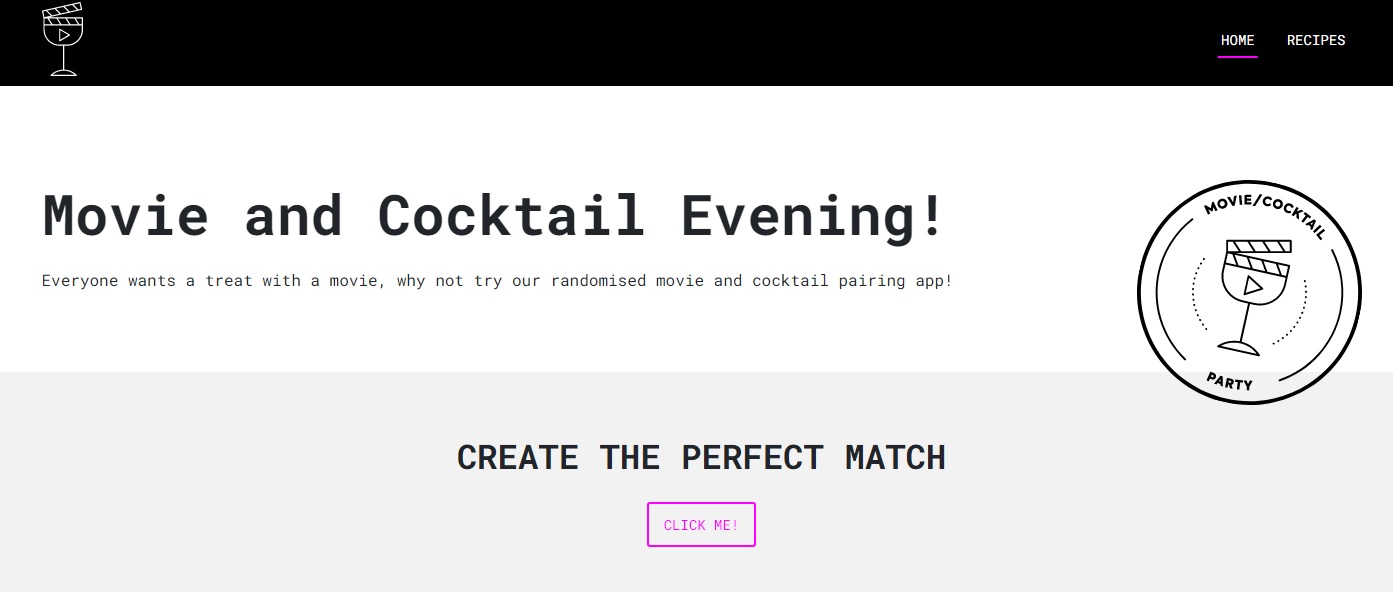 HOME RECIPES
Movie and Cocktail Evening!
Everyone wants a treat with a movie, why not try our randomised movie and cocktail pairing app!
MOVIE/COCKTAIL
PARTY
CREATE THE PERFECT MATCH
CLICK ME!